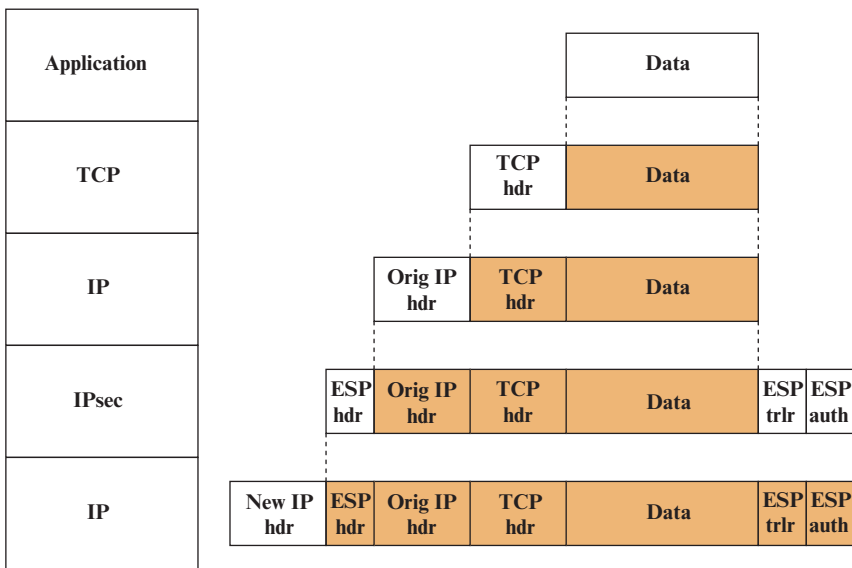 Application
Data
TCP
TCP
hdr
Data
IP
Orig IP
hdr
TCP
hdr
Data
IPsec
ESP
hdr
Orig IP
hdr
TCP
hdr
Data
ESP
trlr
ESP
auth
IP
New IP
hdr
ESP
hdr
Orig IP
hdr
TCP
hdr
Data
ESP
trlr
ESP
auth